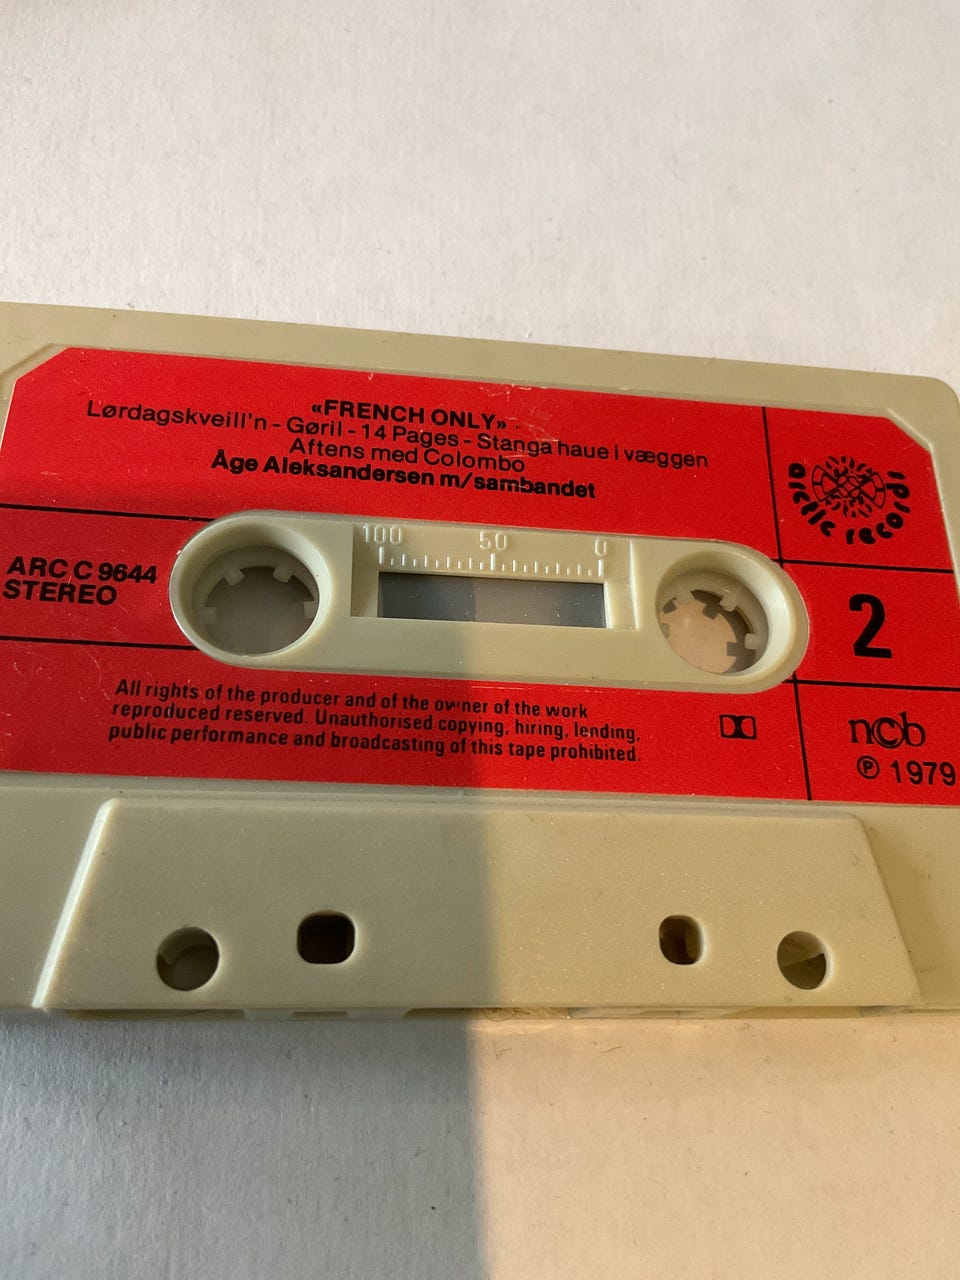 «FRENCH ONLY»
Lørdagskveill'n - Gøril - 14 Pages - Stanga haue i væggen
Aftens med Colombo
Åge Aleksandersen m/sambandet
arctic records
100 50 0
ARC C 9644
STEREO
2
All rights of the producer and of the owner of the work
reproduced reserved. Unauthorised copying, hiring, lending,
public performance and broadcasting of this tape prohibited.
ncb
℗ 1979